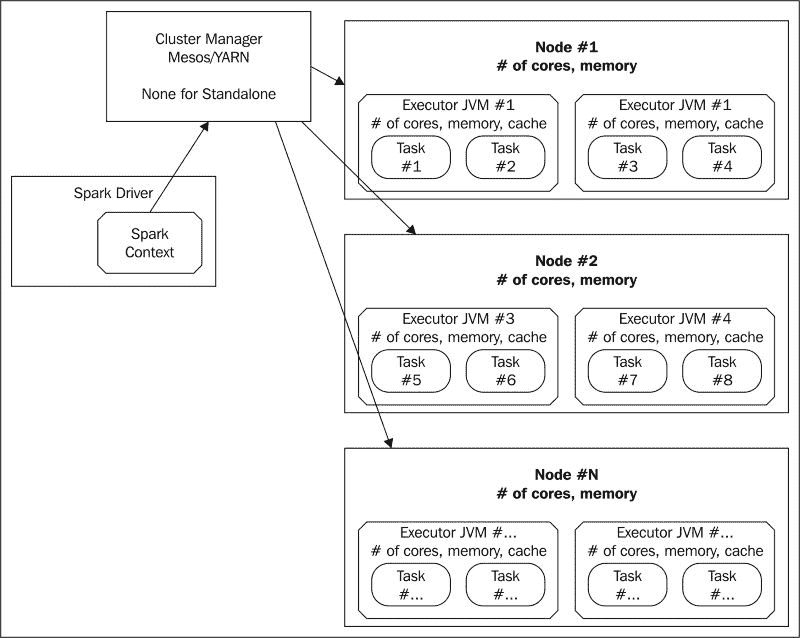 Cluster Manager
Mesos/YARN
None for Standalone
Spark Driver
Spark
Context
Node #1
# of cores, memory
Executor JVM #1
# of cores, memory, cache
Task
#1
Task
#2
Executor JVM #1
# of cores, memory, cache
Task
#3
Task
#4
Node #2
# of cores, memory
Executor JVM #3
# of cores, memory, cache
Task
#5
Task
#6
Executor JVM #4
# of cores, memory, cache
Task
#7
Task
#8
Node #N
# of cores, memory
Executor JVM #...
# of cores, memory, cache
Task
#...
Task
#...
Executor JVM #...
# of cores, memory, cache
Task
#...
Task
#...